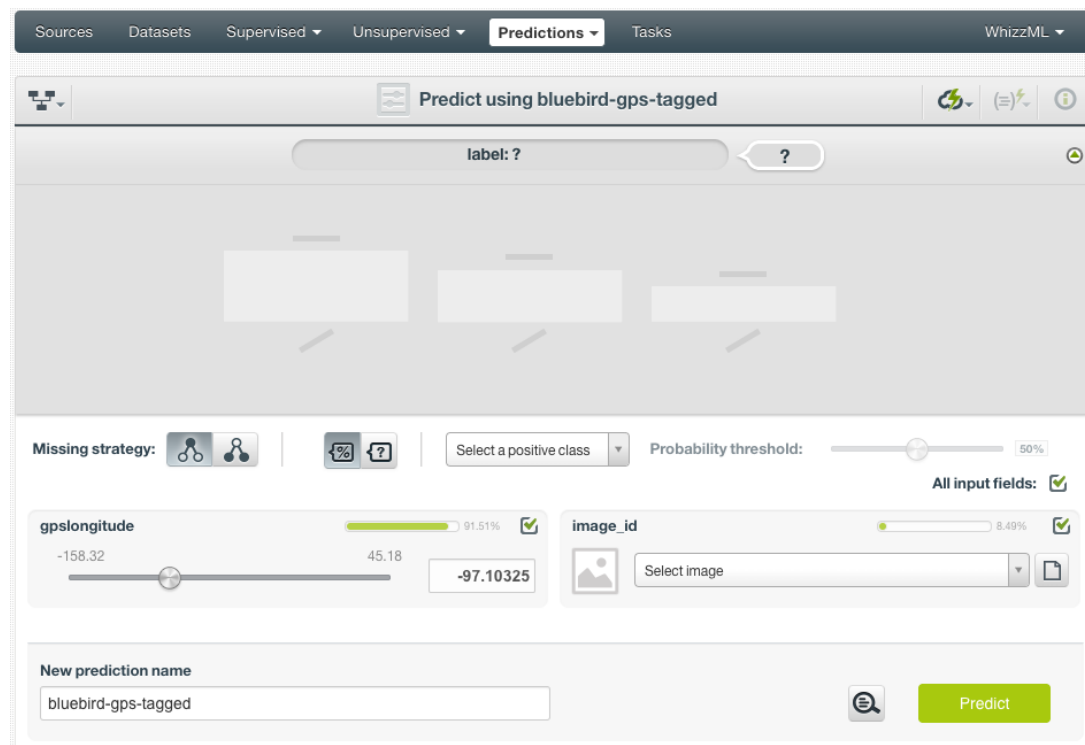 Sources Datasets Supervised Unsupervised Predictions Tasks WhizzML
Predict using bluebird-gps-tagged
label: ? ?
Missing strategy: % ? Select a positive class Probability threshold: 50%
All input fields:
gpslongitude 91.51% image_id 8.49%
-158.32 45.18
-97.10325 Select image
New prediction name
bluebird-gps-tagged Predict